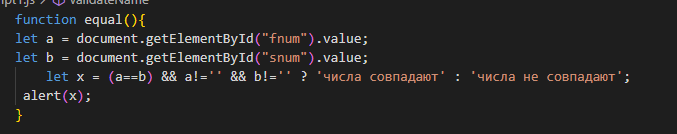 ipt1.js > ValidateName
function equal(){
let a = document.getElementById("fnum").value;
let b = document.getElementById("snum").value;
let x = (a==b) && a!='' && b!='' ? 'числа совпадают' : 'числа не совпадают';
alert(x);
}